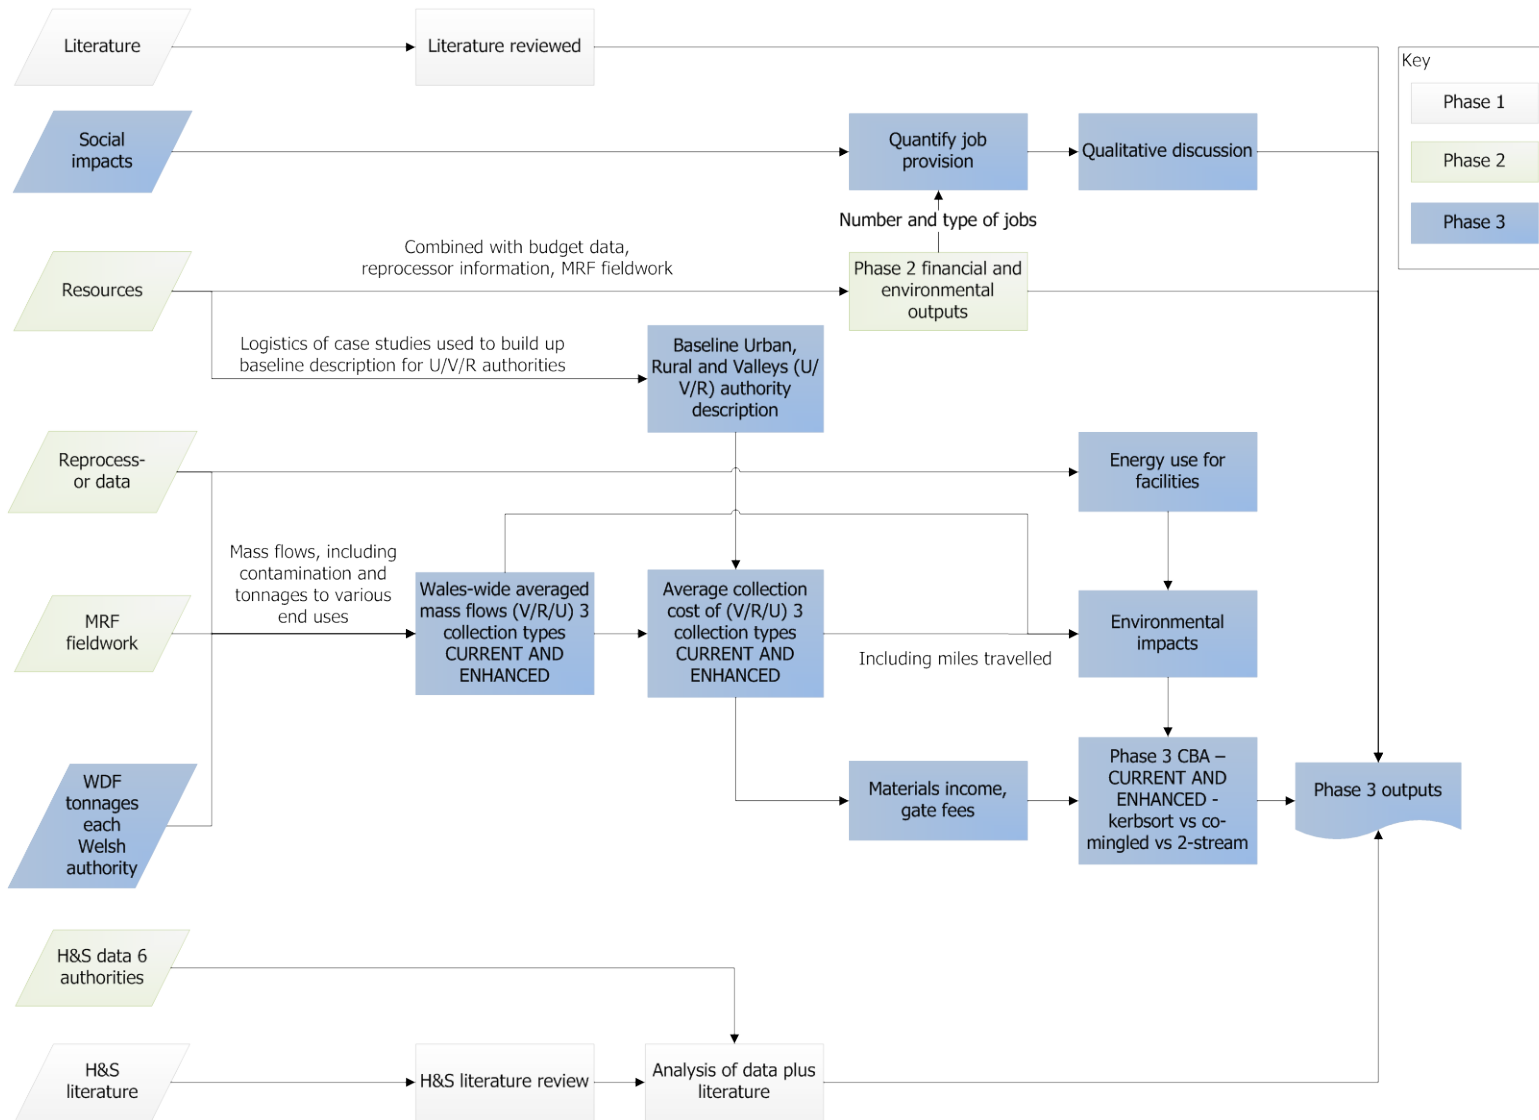 Literature
Literature reviewed
Key
Phase 1
Phase 2
Phase 3
Social
impacts
Quantify job
provision
Qualitative discussion
Number and type of jobs
Resources
Combined with budget data,
reprocessor information, MRF fieldwork
Phase 2 financial and
environmental
outputs
Logistics of case studies used to build up
baseline description for U/V/R authorities
Baseline Urban,
Rural and Valleys (U/
V/R) authority
description
Reprocess-
or data
Energy use for
facilities
Mass flows, including
contamination and
tonnages to various
end uses
MRF
fieldwork
Wales-wide averaged
mass flows (V/R/U) 3
collection types
CURRENT AND
ENHANCED
Average collection
cost of (V/R/U) 3
collection types
CURRENT AND
ENHANCED
Including miles travelled
Environmental
impacts
WDF
tonnages
each
Welsh
authority
Materials income,
gate fees
Phase 3 CBA –
CURRENT AND
ENHANCED -
kerbsort vs co-
mingled vs 2-stream
Phase 3 outputs
H&S data 6
authorities
H&S
literature
H&S literature review
Analysis of data plus
literature